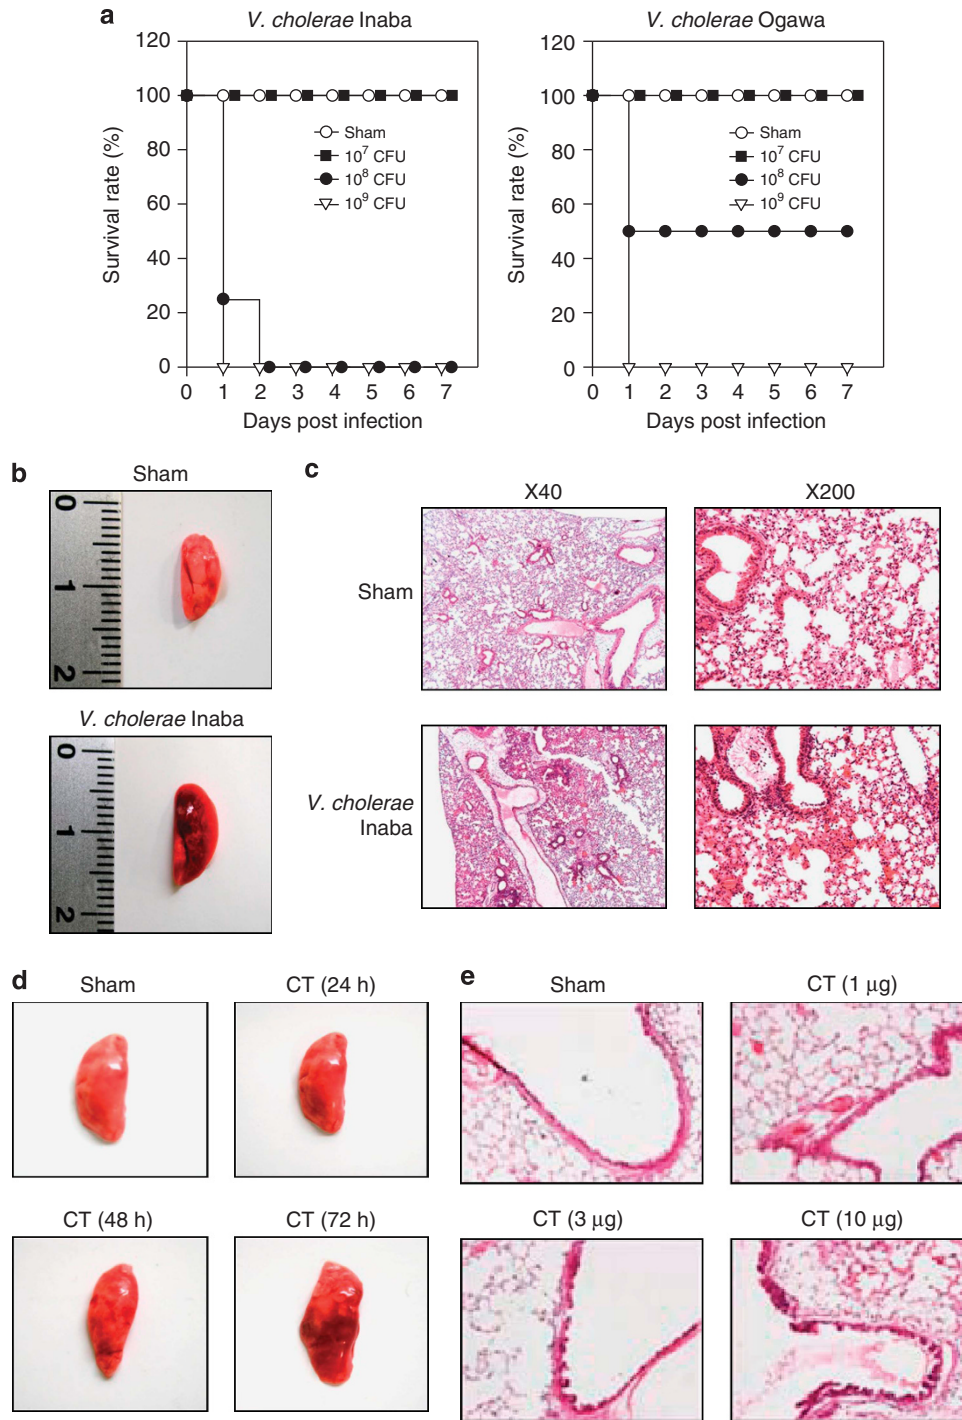 a
V. cholerae Inaba
V. cholerae Ogawa
120
100
80
60
40
20
0
Survival rate (%)
Sham
10⁷ CFU
10⁸ CFU
10⁹ CFU
0 1 2 3 4 5 6 7
Days post infection
120
100
80
60
40
20
0
Survival rate (%)
Sham
10⁷ CFU
10⁸ CFU
10⁹ CFU
0 1 2 3 4 5 6 7
Days post infection
b
Sham
0
1
2
V. cholerae Inaba
0
1
2
c
X40
X200
Sham
V. cholerae
Inaba
d
Sham
CT (24 h)
CT (48 h)
CT (72 h)
e
Sham
CT (1 μg)
CT (3 μg)
CT (10 μg)